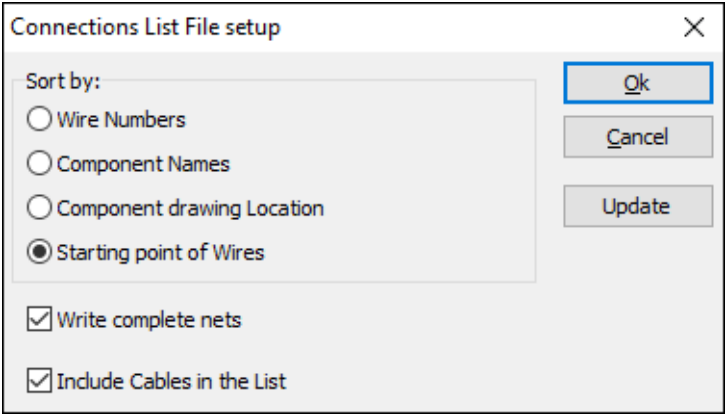 Connections List File setup
Sort by:
Wire Numbers
Component Names
Component drawing Location
Starting point of Wires
Write complete nets
Include Cables in the List
Ok
Cancel
Update